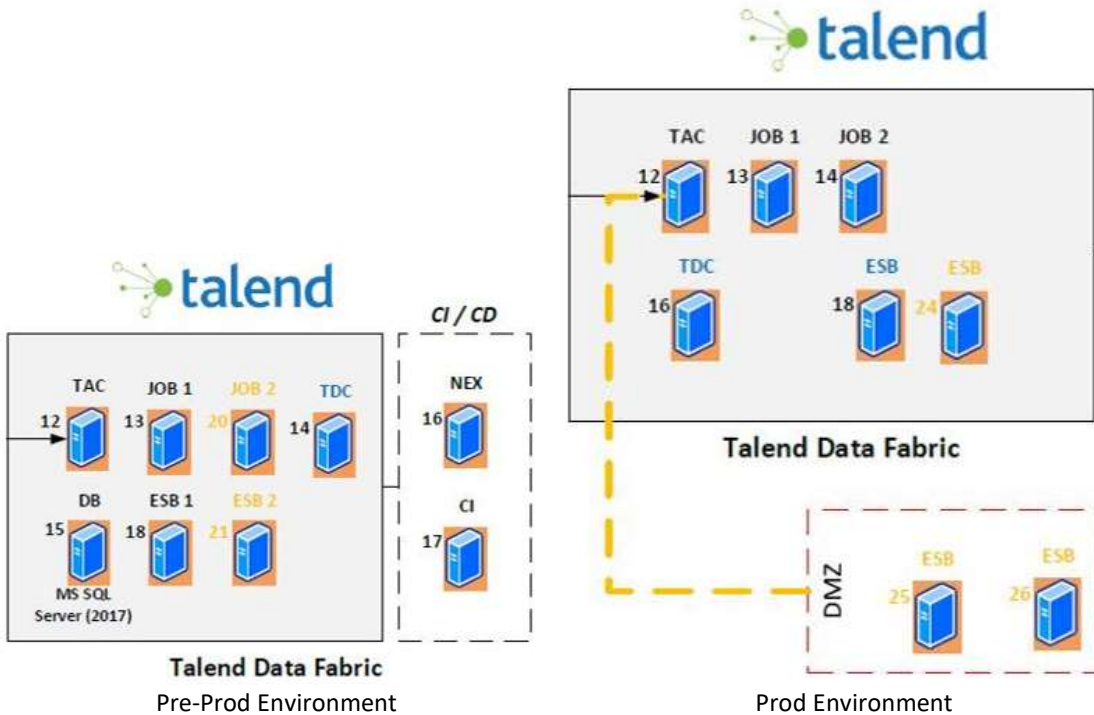 talend
TAC JOB 1 JOB 2
12 13 14
TDC ESB ESB
16 18 24
Talend Data Fabric
DMZ
ESB ESB
25 26
Prod Environment
talend
CI / CD
TAC JOB 1 JOB 2 TDC
12 13 20 14
NEX
16
DB ESB 1 ESB 2
15 18 21
MS SQL
Server (2017)
CI
17
Talend Data Fabric
Pre-Prod Environment